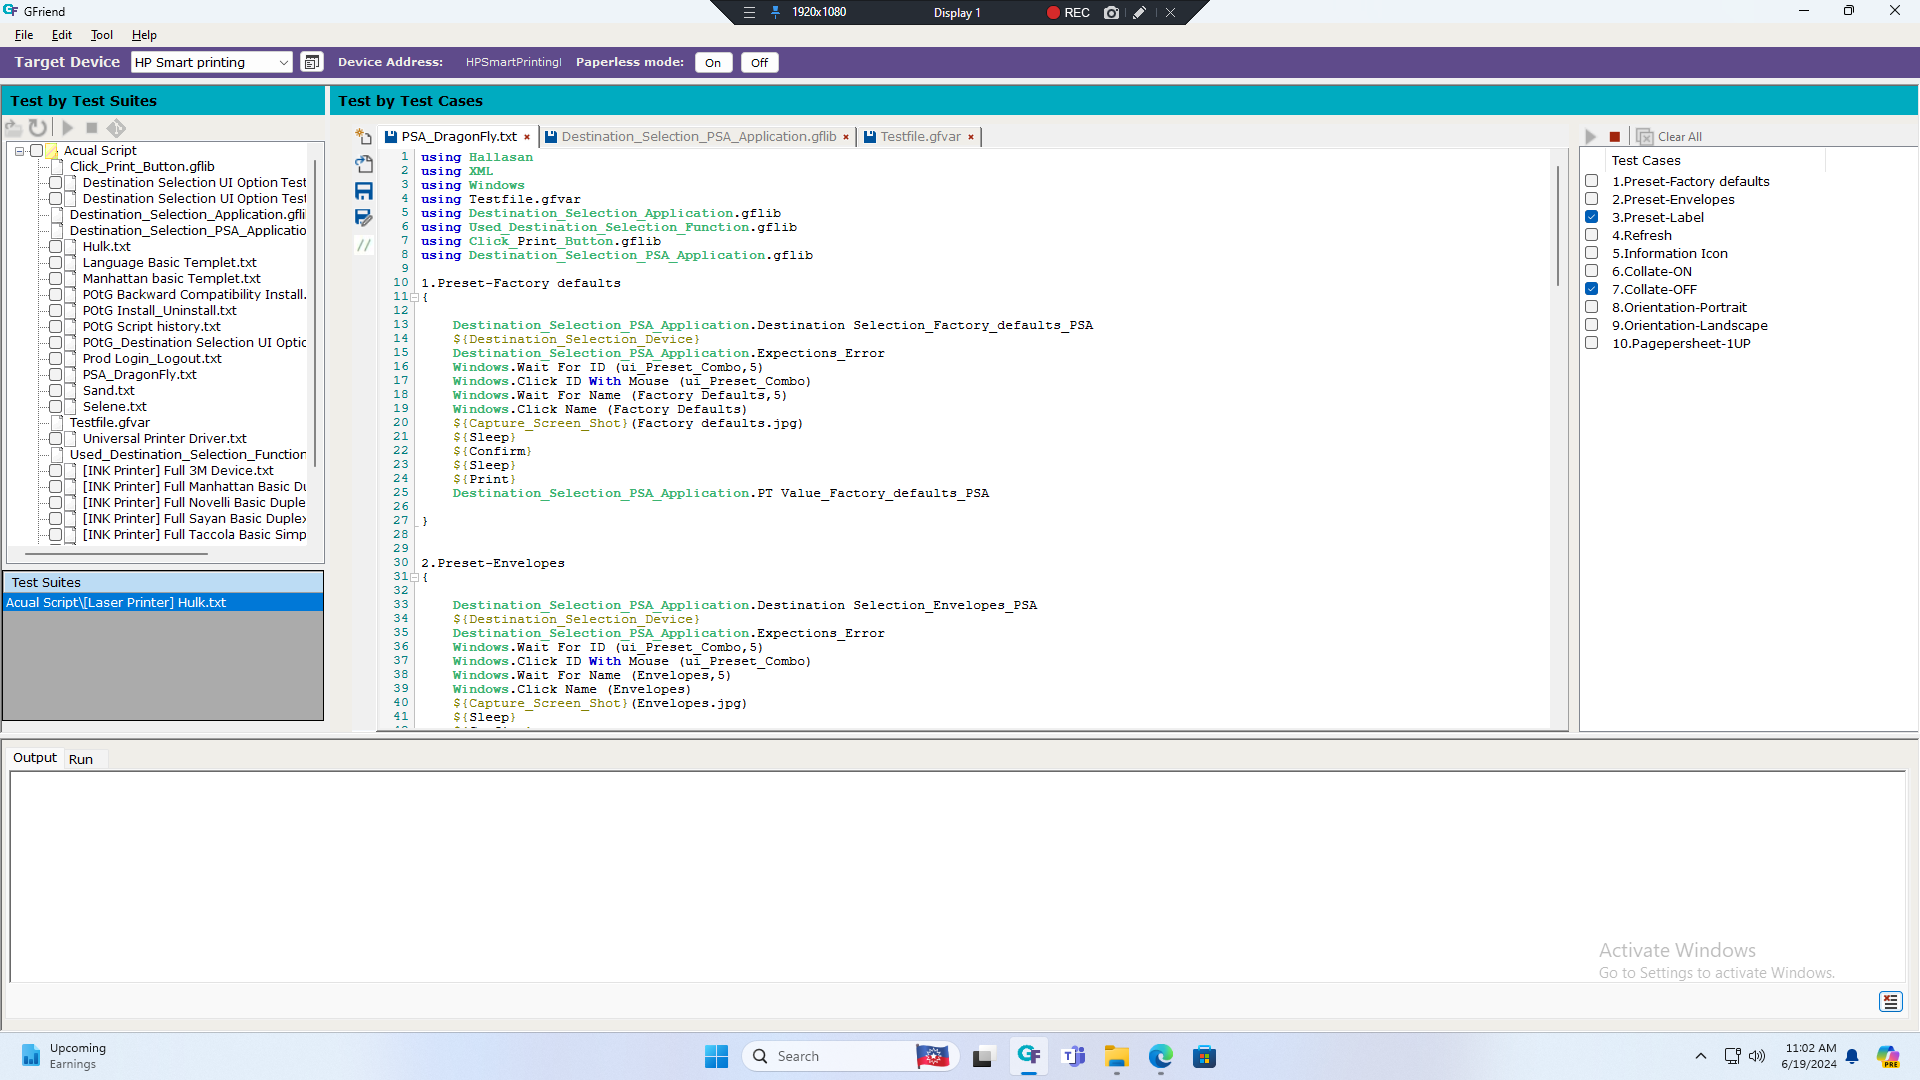 GFriend
1920x1080
Display 1
REC
File Edit Tool Help
Target Device HP Smart printing Device Address: HPSmartPrinting Paperless mode: On Off
Test by Test Suites
Test by Test Cases
Acual Script
Click_Print_Button.gflib
Destination Selection UI Option Test
Destination Selection UI Option Test
Destination_Selection_Application.gfli
Destination_Selection_PSA_Applicatio
Hulk.txt
Language Basic Templet.txt
Manhattan basic Templet.txt
POtG Backward Compatibility Install.
POtG Install_Uninstall.txt
POtG Script history.txt
POtG_Destination Selection UI Optic
Prod Login_Logout.txt
PSA_DragonFly.txt
Sand.txt
Selene.txt
Testfile.gfvar
Universal Printer Driver.txt
Used_Destination_Selection_Function
[INK Printer] Full 3M Device.txt
[INK Printer] Full Manhattan Basic Du
[INK Printer] Full Novelli Basic Duple
[INK Printer] Full Sayan Basic Duplex
[INK Printer] Full Taccola Basic Simp
Test Suites
Acual Script\[Laser Printer] Hulk.txt
PSA_DragonFly.txt × Destination_Selection_PSA_Application.gflib × Testfile.gfvar ×
1 using Hallasan
2 using XML
3 using Windows
4 using Testfile.gfvar
5 using Destination_Selection_Application.gflib
6 using Used_Destination_Selection_Function.gflib
7 using Click_Print_Button.gflib
8 using Destination_Selection_PSA_Application.gflib
9
10 1.Preset-Factory defaults
11 {
12
13 Destination_Selection_PSA_Application.Destination Selection_Factory_defaults_PSA
14 ${Destination_Selection_Device}
15 Destination_Selection_PSA_Application.Expections_Error
16 Windows.Wait For ID (ui_Preset_Combo,5)
17 Windows.Click ID With Mouse (ui_Preset_Combo)
18 Windows.Wait For Name (Factory Defaults,5)
19 Windows.Click Name (Factory Defaults)
20 ${Capture_Screen_Shot}(Factory defaults.jpg)
21 ${Sleep}
22 ${Confirm}
23 ${Sleep}
24 ${Print}
25 Destination_Selection_PSA_Application.PT Value_Factory_defaults_PSA
26
27 }
28
29
30 2.Preset-Envelopes
31 {
32
33 Destination_Selection_PSA_Application.Destination Selection_Envelopes_PSA
34 ${Destination_Selection_Device}
35 Destination_Selection_PSA_Application.Expections_Error
36 Windows.Wait For ID (ui_Preset_Combo,5)
37 Windows.Click ID With Mouse (ui_Preset_Combo)
38 Windows.Wait For Name (Envelopes,5)
39 Windows.Click Name (Envelopes)
40 ${Capture_Screen_Shot}(Envelopes.jpg)
41 ${Sleep}
Clear All
Test Cases
1.Preset-Factory defaults
2.Preset-Envelopes
3.Preset-Label
4.Refresh
5.Information Icon
6.Collate-ON
7.Collate-OFF
8.Orientation-Portrait
9.Orientation-Landscape
10.Pagepersheet-1UP
Output Run
Activate Windows
Go to Settings to activate Windows.
Upcoming
Earnings
Search
11:02 AM
6/19/2024
PRE